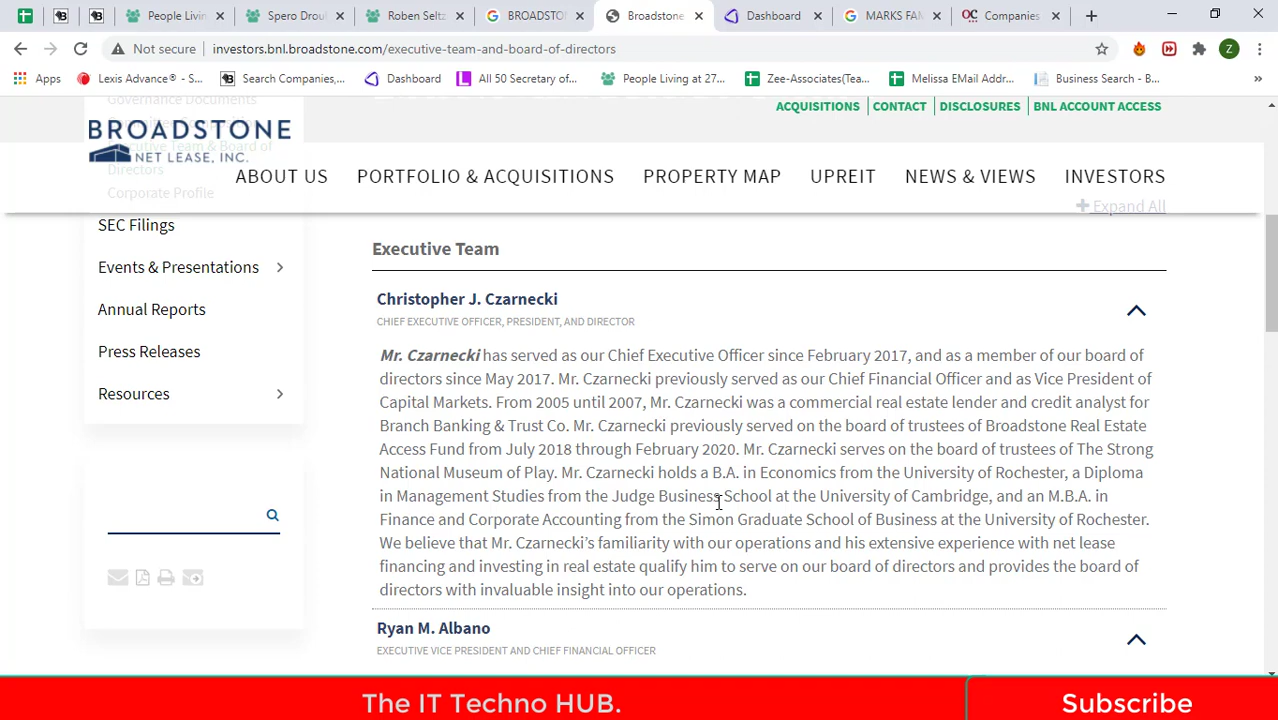 People Livin
Spero Droul
Roben Seltz
BROADSTON
Broadstone
Dashboard
MARKS FAM
Companies
Not secure
investors.bnl.broadstone.com/executive-team-and-board-of-directors
Z
Apps
Lexis Advance® - S...
Search Companies,...
Dashboard
All 50 Secretary of...
People Living at 27...
Zee-Associates(Tea...
Melissa EMail Addr...
Business Search - B...
»
Governance Documents
ACQUISITIONS
CONTACT
DISCLOSURES
BNL ACCOUNT ACCESS
BROADSTONE
NET LEASE, INC.
Executive Team & Board of
Directors
Corporate Profile
ABOUT US
PORTFOLIO & ACQUISITIONS
PROPERTY MAP
UPREIT
NEWS & VIEWS
INVESTORS
Expand All
SEC Filings
Events & Presentations
Annual Reports
Press Releases
Resources
Executive Team
Christopher J. Czarnecki
CHIEF EXECUTIVE OFFICER, PRESIDENT, AND DIRECTOR
Mr. Czarnecki has served as our Chief Executive Officer since February 2017, and as a member of our board of
directors since May 2017. Mr. Czarnecki previously served as our Chief Financial Officer and as Vice President of
Capital Markets. From 2005 until 2007, Mr. Czarnecki was a commercial real estate lender and credit analyst for
Branch Banking & Trust Co. Mr. Czarnecki previously served on the board of trustees of Broadstone Real Estate
Access Fund from July 2018 through February 2020. Mr. Czarnecki serves on the board of trustees of The Strong
National Museum of Play. Mr. Czarnecki holds a B.A. in Economics from the University of Rochester, a Diploma
in Management Studies from the Judge Business School at the University of Cambridge, and an M.B.A. in
Finance and Corporate Accounting from the Simon Graduate School of Business at the University of Rochester.
We believe that Mr. Czarnecki's familiarity with our operations and his extensive experience with net lease
financing and investing in real estate qualify him to serve on our board of directors and provides the board of
directors with invaluable insight into our operations.
Ryan M. Albano
EXECUTIVE VICE PRESIDENT AND CHIEF FINANCIAL OFFICER
The IT Techno HUB.
Subscribe